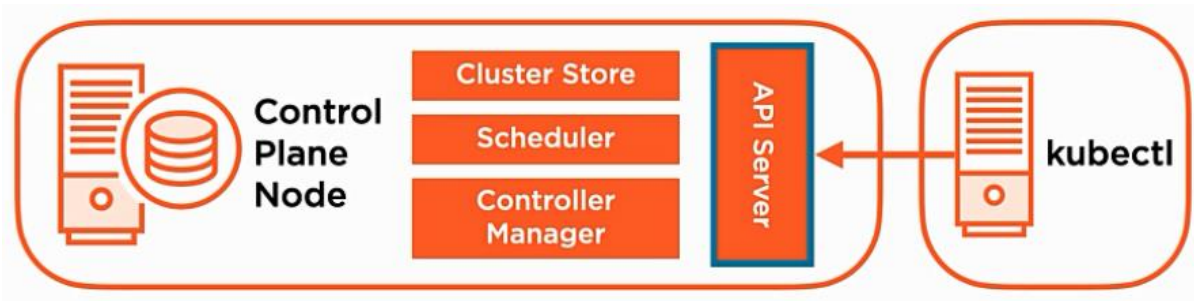 Control
Plane
Node
Cluster Store
Scheduler
Controller
Manager
API Server
kubectl